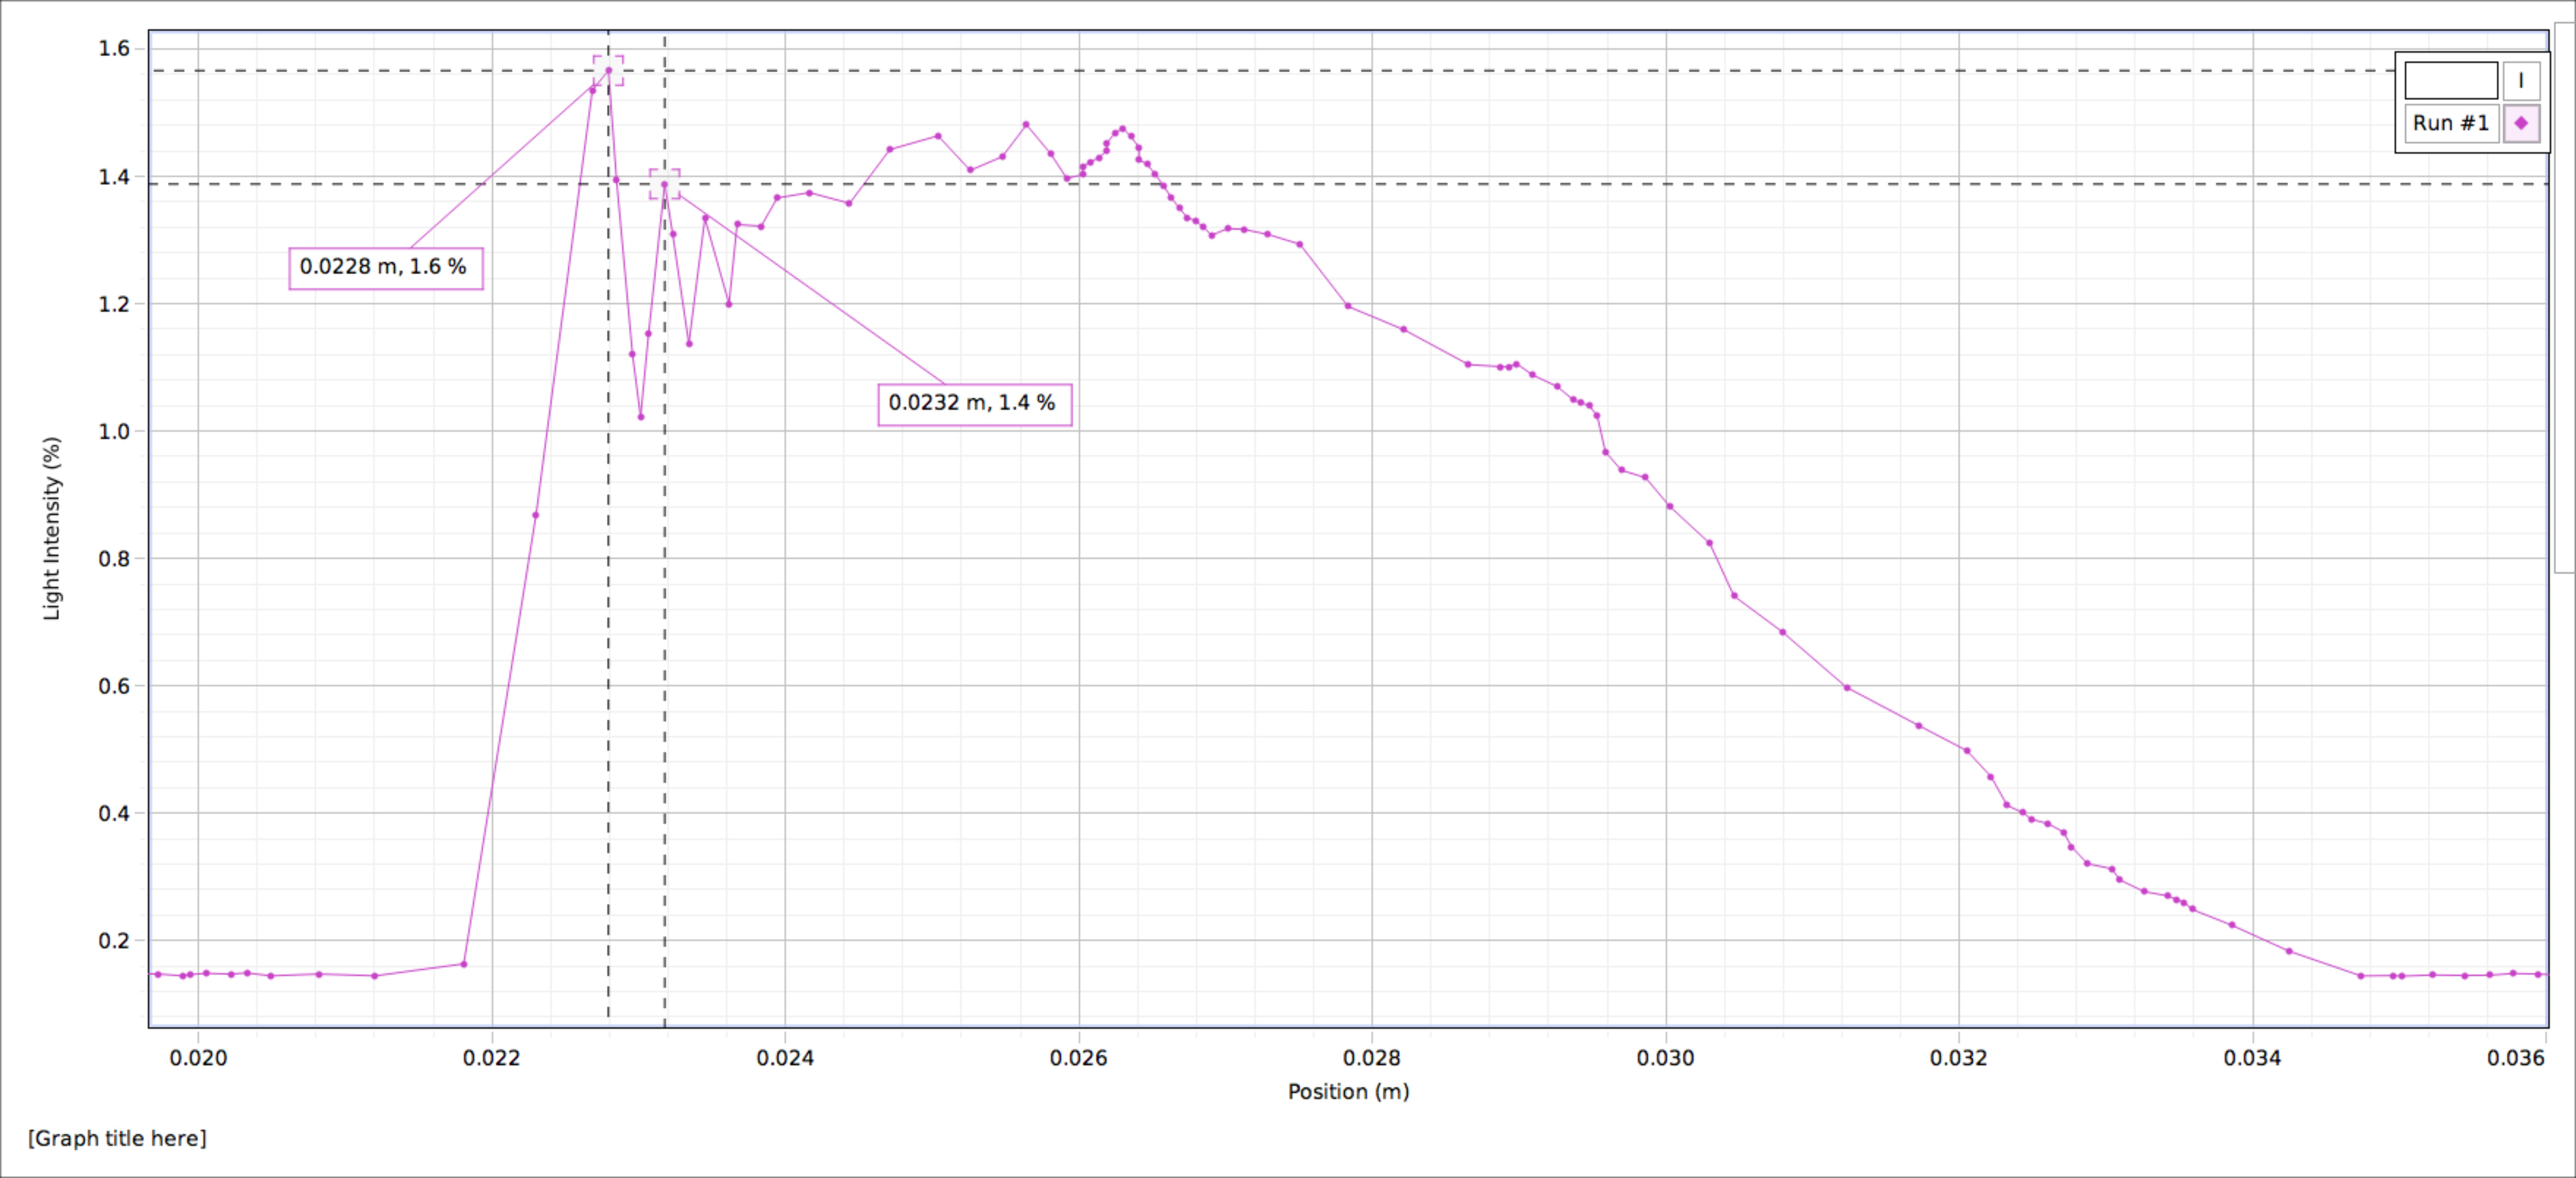 1.6
1.4
1.2
1.0
0.8
0.6
0.4
0.2
Light Intensity (%)
0.0228 m, 1.6 %
0.0232 m, 1.4 %
I
Run #1
0.020 0.022 0.024 0.026 0.028 0.030 0.032 0.034 0.036
Position (m)
[Graph title here]